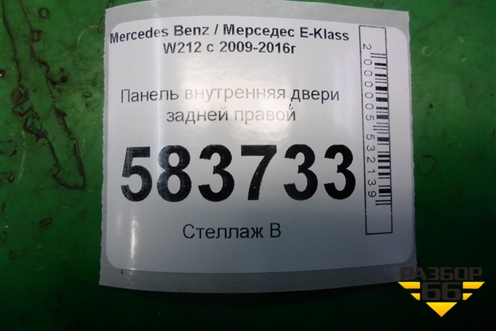 Mercedes Benz / Мерседес E-Klass
W212 с 2009-2016г
Панель внутренняя двери
задней правой
583733
Стеллаж В
2000005532139
РАЗБОР
66